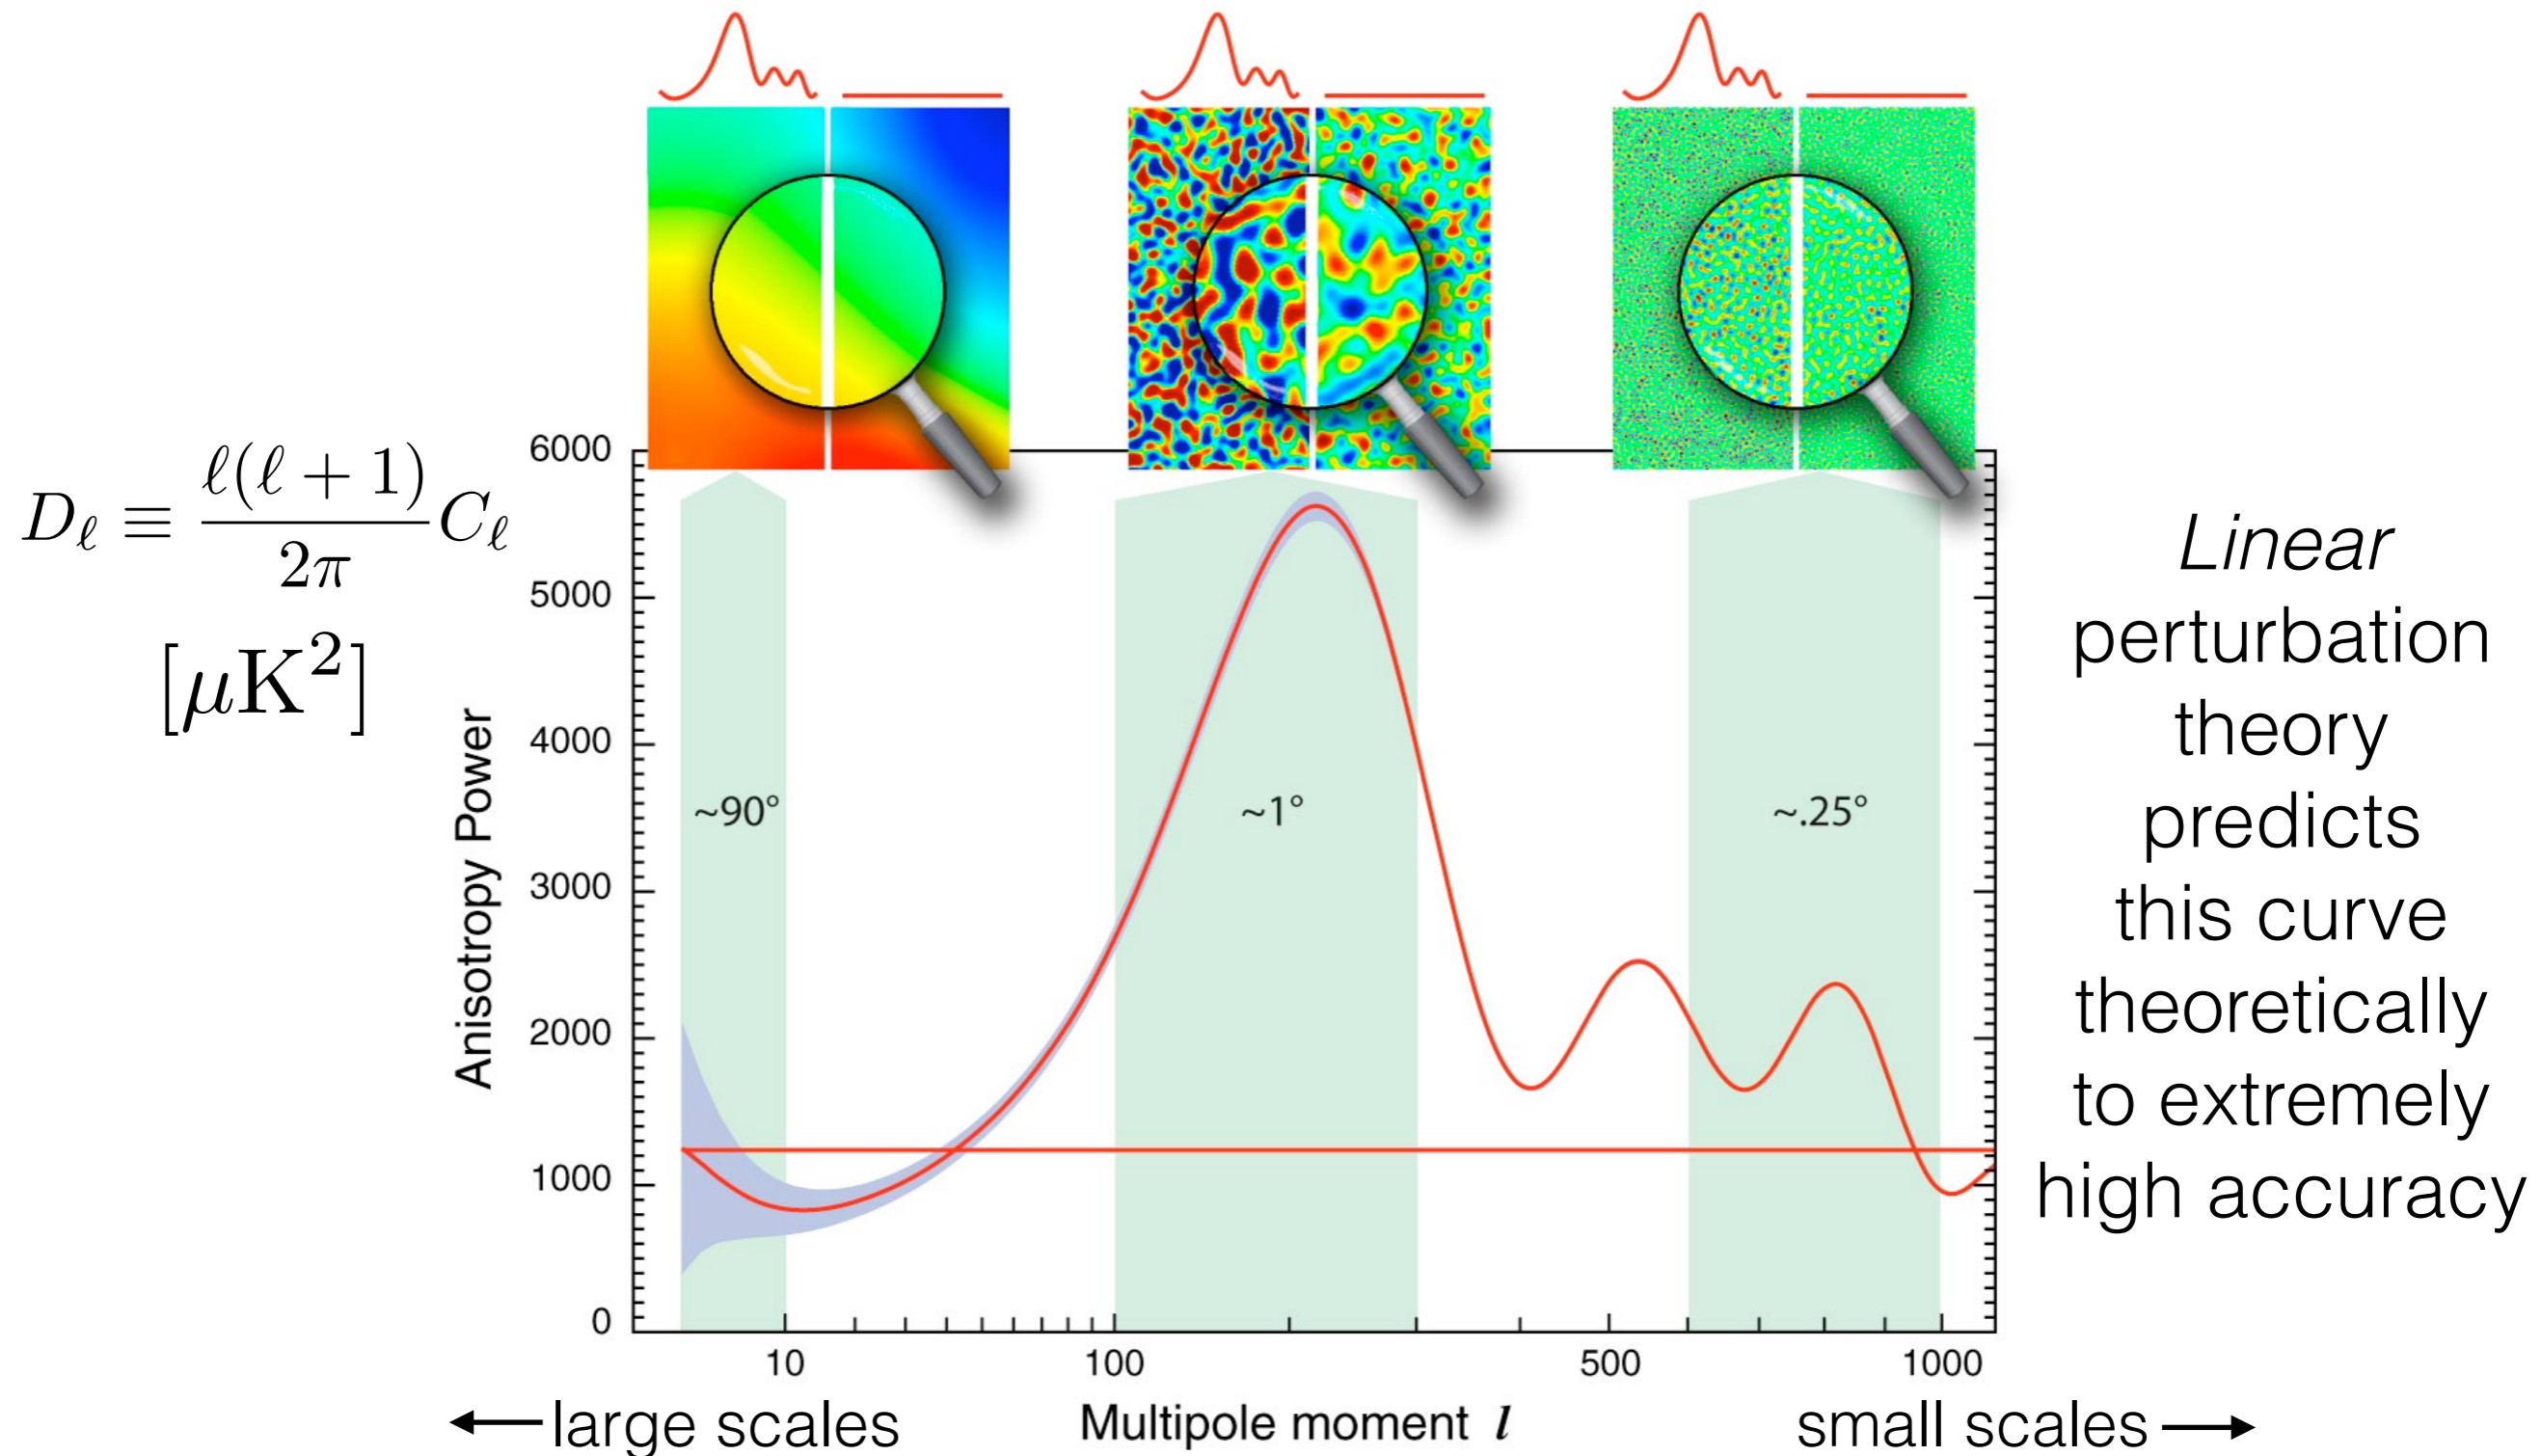 D_ℓ ≡ ℓ(ℓ + 1) / 2π C_ℓ
[μK²]
Anisotropy Power
6000
5000
4000
3000
2000
1000
0
~90°
~1°
~.25°
10
100
500
1000
←large scales
Multipole moment l
small scales→
Linear
perturbation
theory
predicts
this curve
theoretically
to extremely
high accuracy